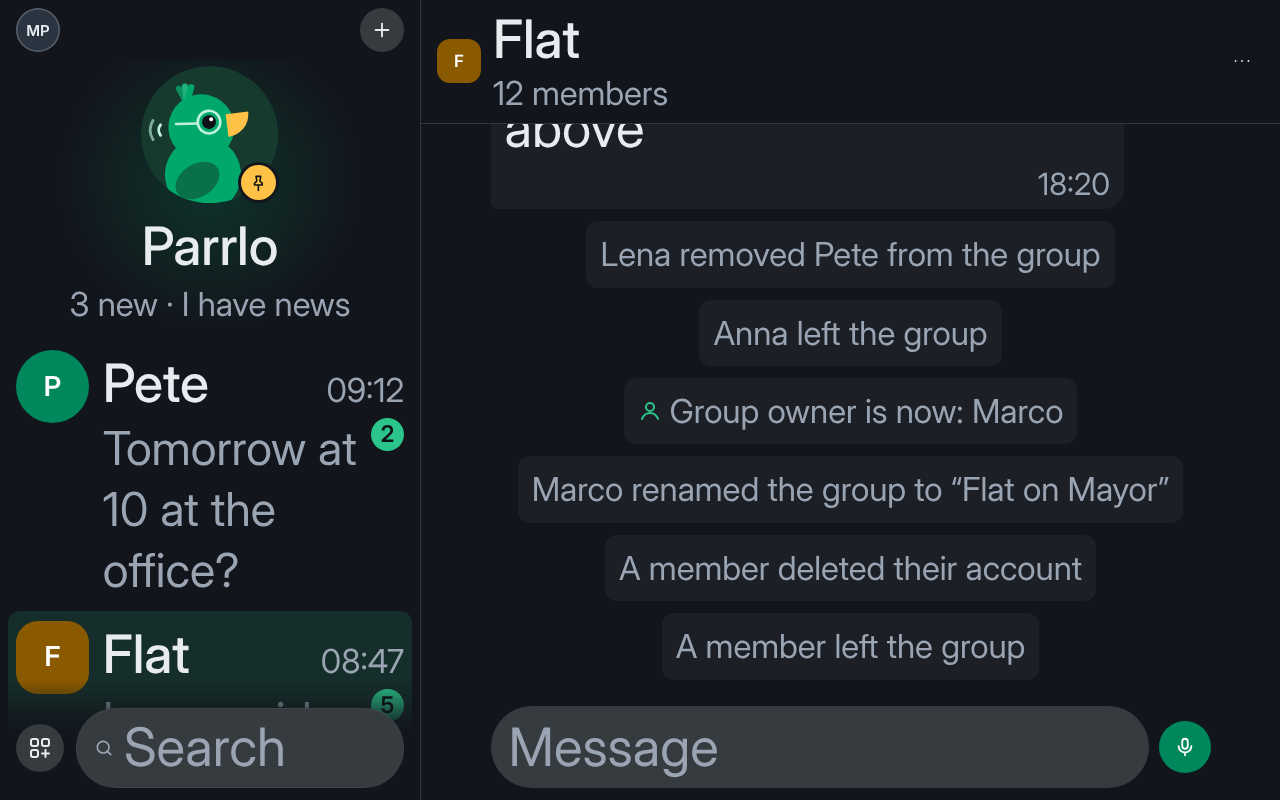 MP
Parrlo
3 new · I have news
P
Pete
09:12
Tomorrow at
10 at the
office?
2
F
Flat
08:47
5
Search
F
Flat
12 members
above
18:20
Lena removed Pete from the group
Anna left the group
Group owner is now: Marco
Marco renamed the group to “Flat on Mayor”
A member deleted their account
A member left the group
Message